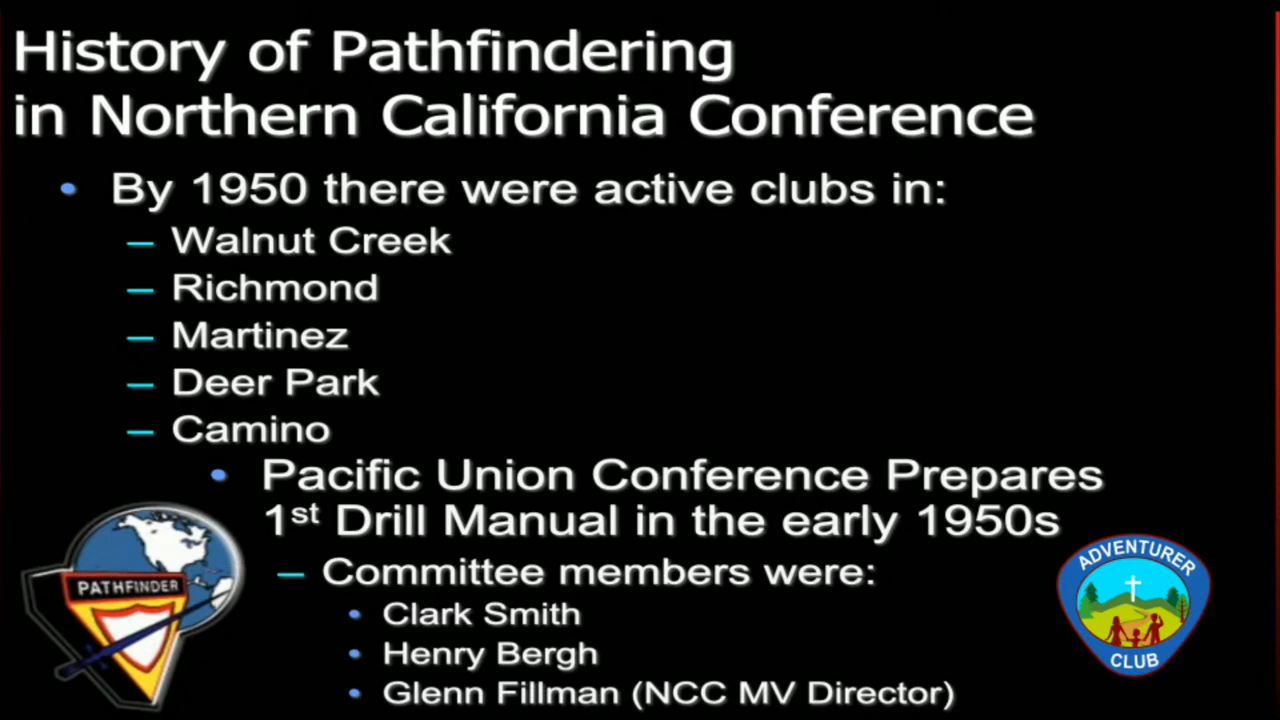 History of Pathfindering
in Northern California Conference
• By 1950 there were active clubs in:
– Walnut Creek
– Richmond
– Martinez
– Deer Park
– Camino
• Pacific Union Conference Prepares
1st Drill Manual in the early 1950s
– Committee members were:
• Clark Smith
• Henry Bergh
• Glenn Fillman (NCC MV Director)
PATHFINDER
ADVENTURER
CLUB